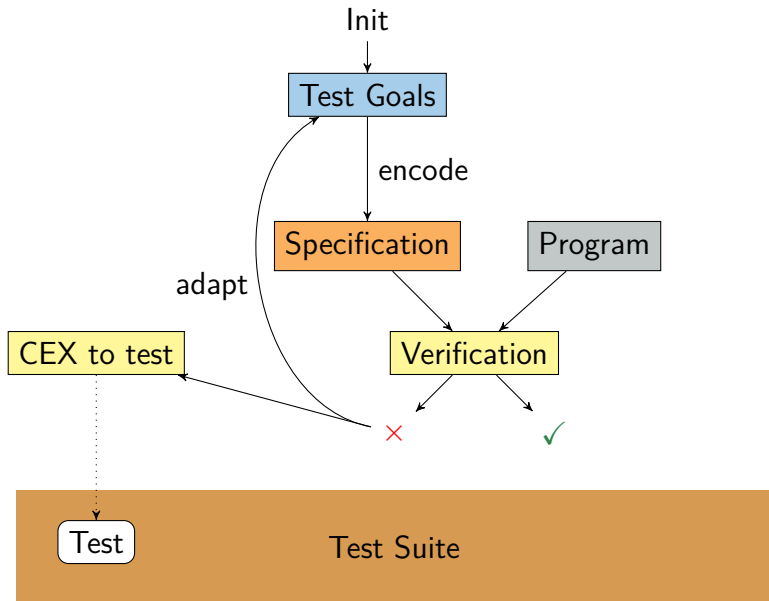 Init
Test Goals
encode
Specification
Program
adapt
CEX to test
Verification
×
✓
Test
Test Suite